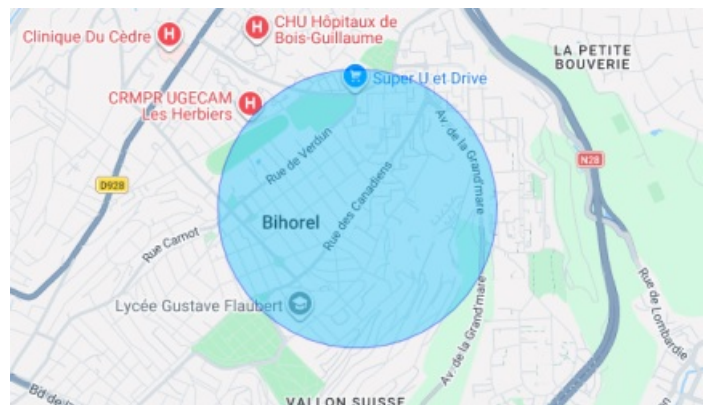 CHU Hôpitaux de
Bois-Guillaume
Clinique Du Cèdre
LA PETITE
BOUVERIE
Super U et Drive
CRMPR UGECAM
Les Herbiers
Av. de la Grand'mare
Rue de Verdun
N28
D928
Rue des Canadiens
Bihorel
Rue Carnot
Lycée Gustave Flaubert
Rue de Lombardie
Av. de la Grand'mare
VALLON SUISSE